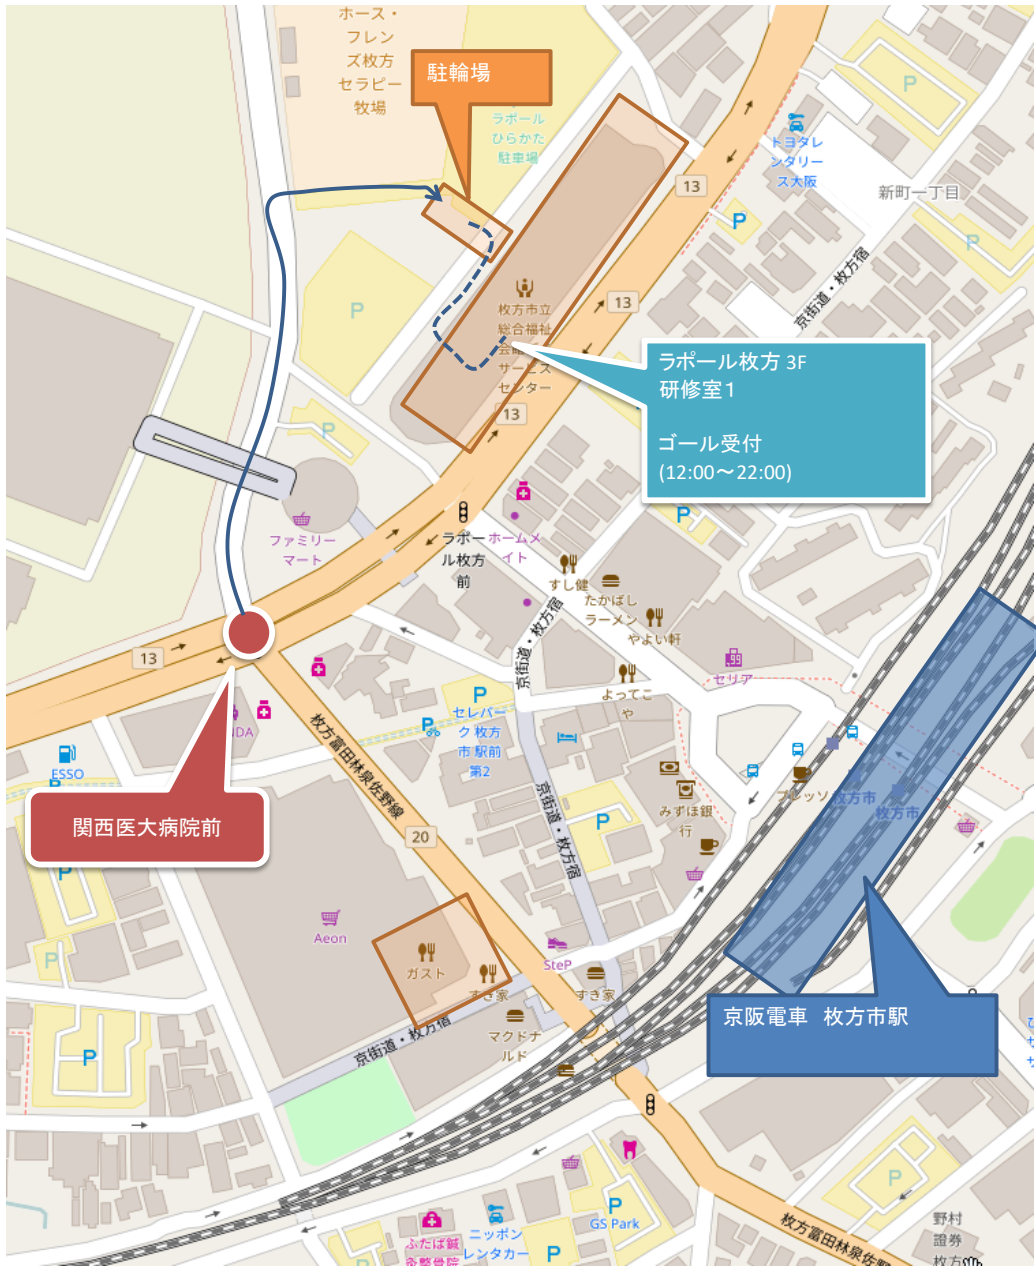 ホース・
フレン
ズ枚方
セラピー
牧場
駐輪場
P
ラポール
ひらかた
駐車場
トヨタレ
ンタリー
ス大阪
13
新町一丁目
P
P
京街道・枚方宿
P
13
枚方市立
総合福祉
サービス
センター
ラポール枚方 3F
研修室1
ゴール受付
(12:00～22:00)
13
P
P
ファミリー
マート
ラポー
ル枚方
前
ホームメ
イト
すし健
たかばし
ラーメン
やよい軒
京街道・枚方宿
セリア
よってこ
や
13
P
セレパー
ク 枚方
市 駅前
第2
枚方富田林泉佐野線
ESSO
P
関西医大病院前
20
京街道・枚方宿
P
みずほ銀
行
枚方市
枚方市
P
Aeon
P
ガスト
すき家
SteP
すき家
マクドナ
ルド
京街道・枚方宿
京阪電車 枚方市駅
P
P
GS Park
P
ニッポン
レンタカー
ふたば鍼
灸整骨院
P
枚方富田林泉佐野
野村
證券
枚方